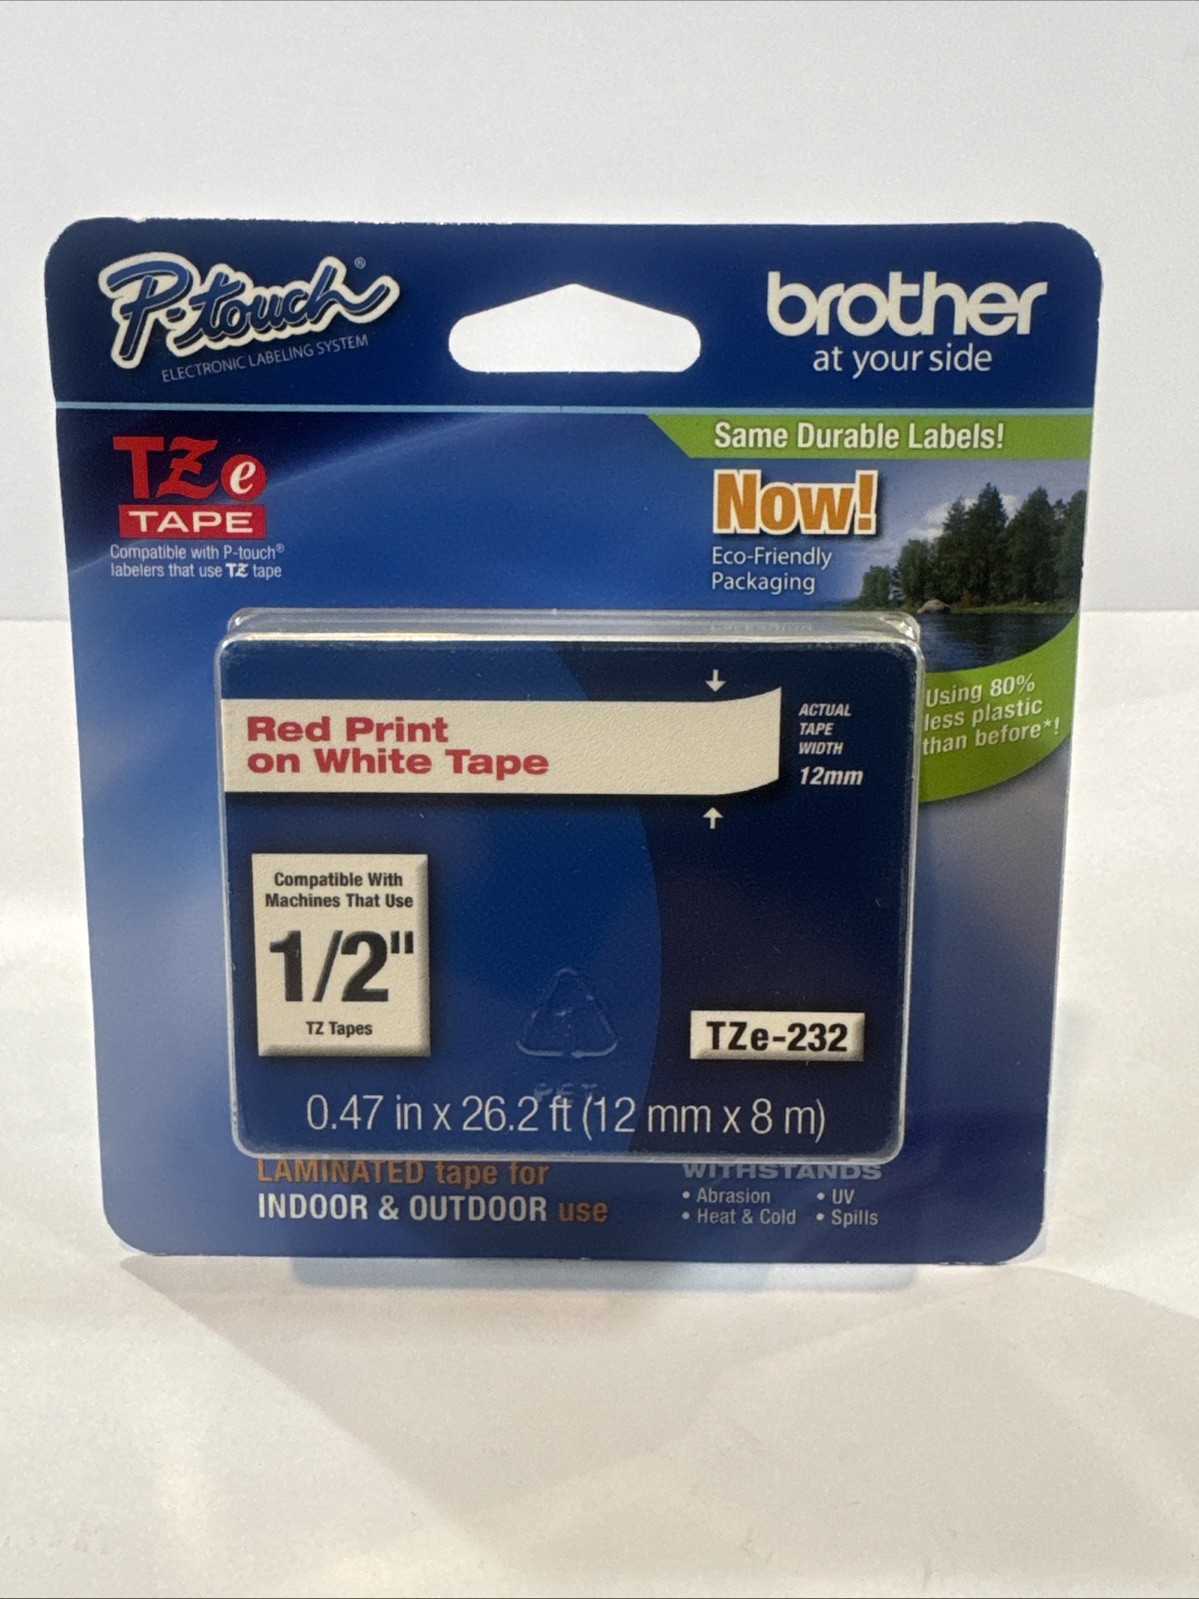 P-touch®
ELECTRONIC LABELING SYSTEM
brother
at your side
TZe
TAPE
Compatible with P-touch®
labelers that use TZ tape
Same Durable Labels!
Now!
Eco-Friendly
Packaging
Using 80%
less plastic
than before*!
Red Print
on White Tape
ACTUAL
TAPE
WIDTH
12mm
Compatible With
Machines That Use
1/2"
TZ Tapes
1
PET
TZe-232
0.47 in x 26.2 ft (12 mm x 8 m)
LAMINATED tape for
INDOOR & OUTDOOR use
WITHSTANDS
• Abrasion • UV
• Heat & Cold • Spills